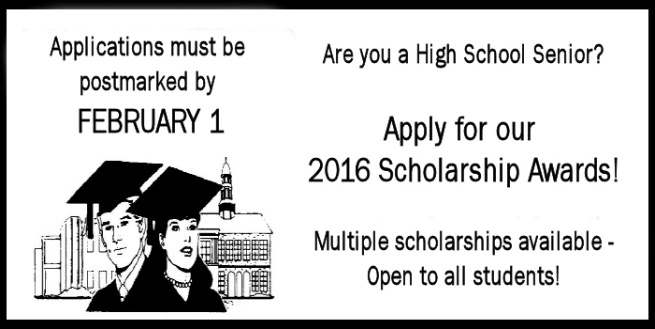 Applications must be
postmarked by
FEBRUARY 1
Are you a High School Senior?
Apply for our
2016 Scholarship Awards!
Multiple scholarships available -
Open to all students!